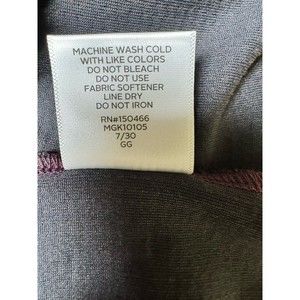 MACHINE WASH COLD
WITH LIKE COLORS
DO NOT BLEACH
DO NOT USE
FABRIC SOFTENER
LINE DRY
DO NOT IRON
RN#150466
MGK10105
7/30
GG